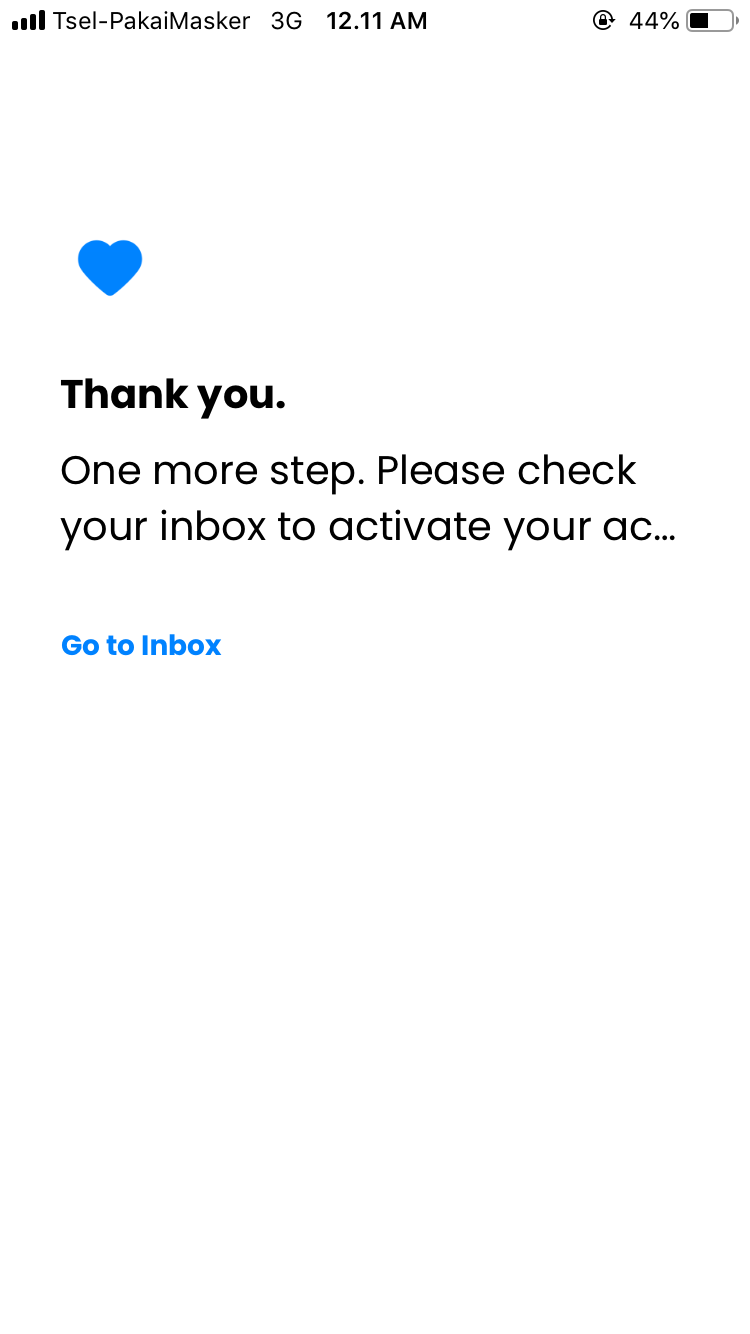 Tsel-PakaiMasker 3G 12.11 AM 44%
Thank you.
One more step. Please check
your inbox to activate your ac...
Go to Inbox